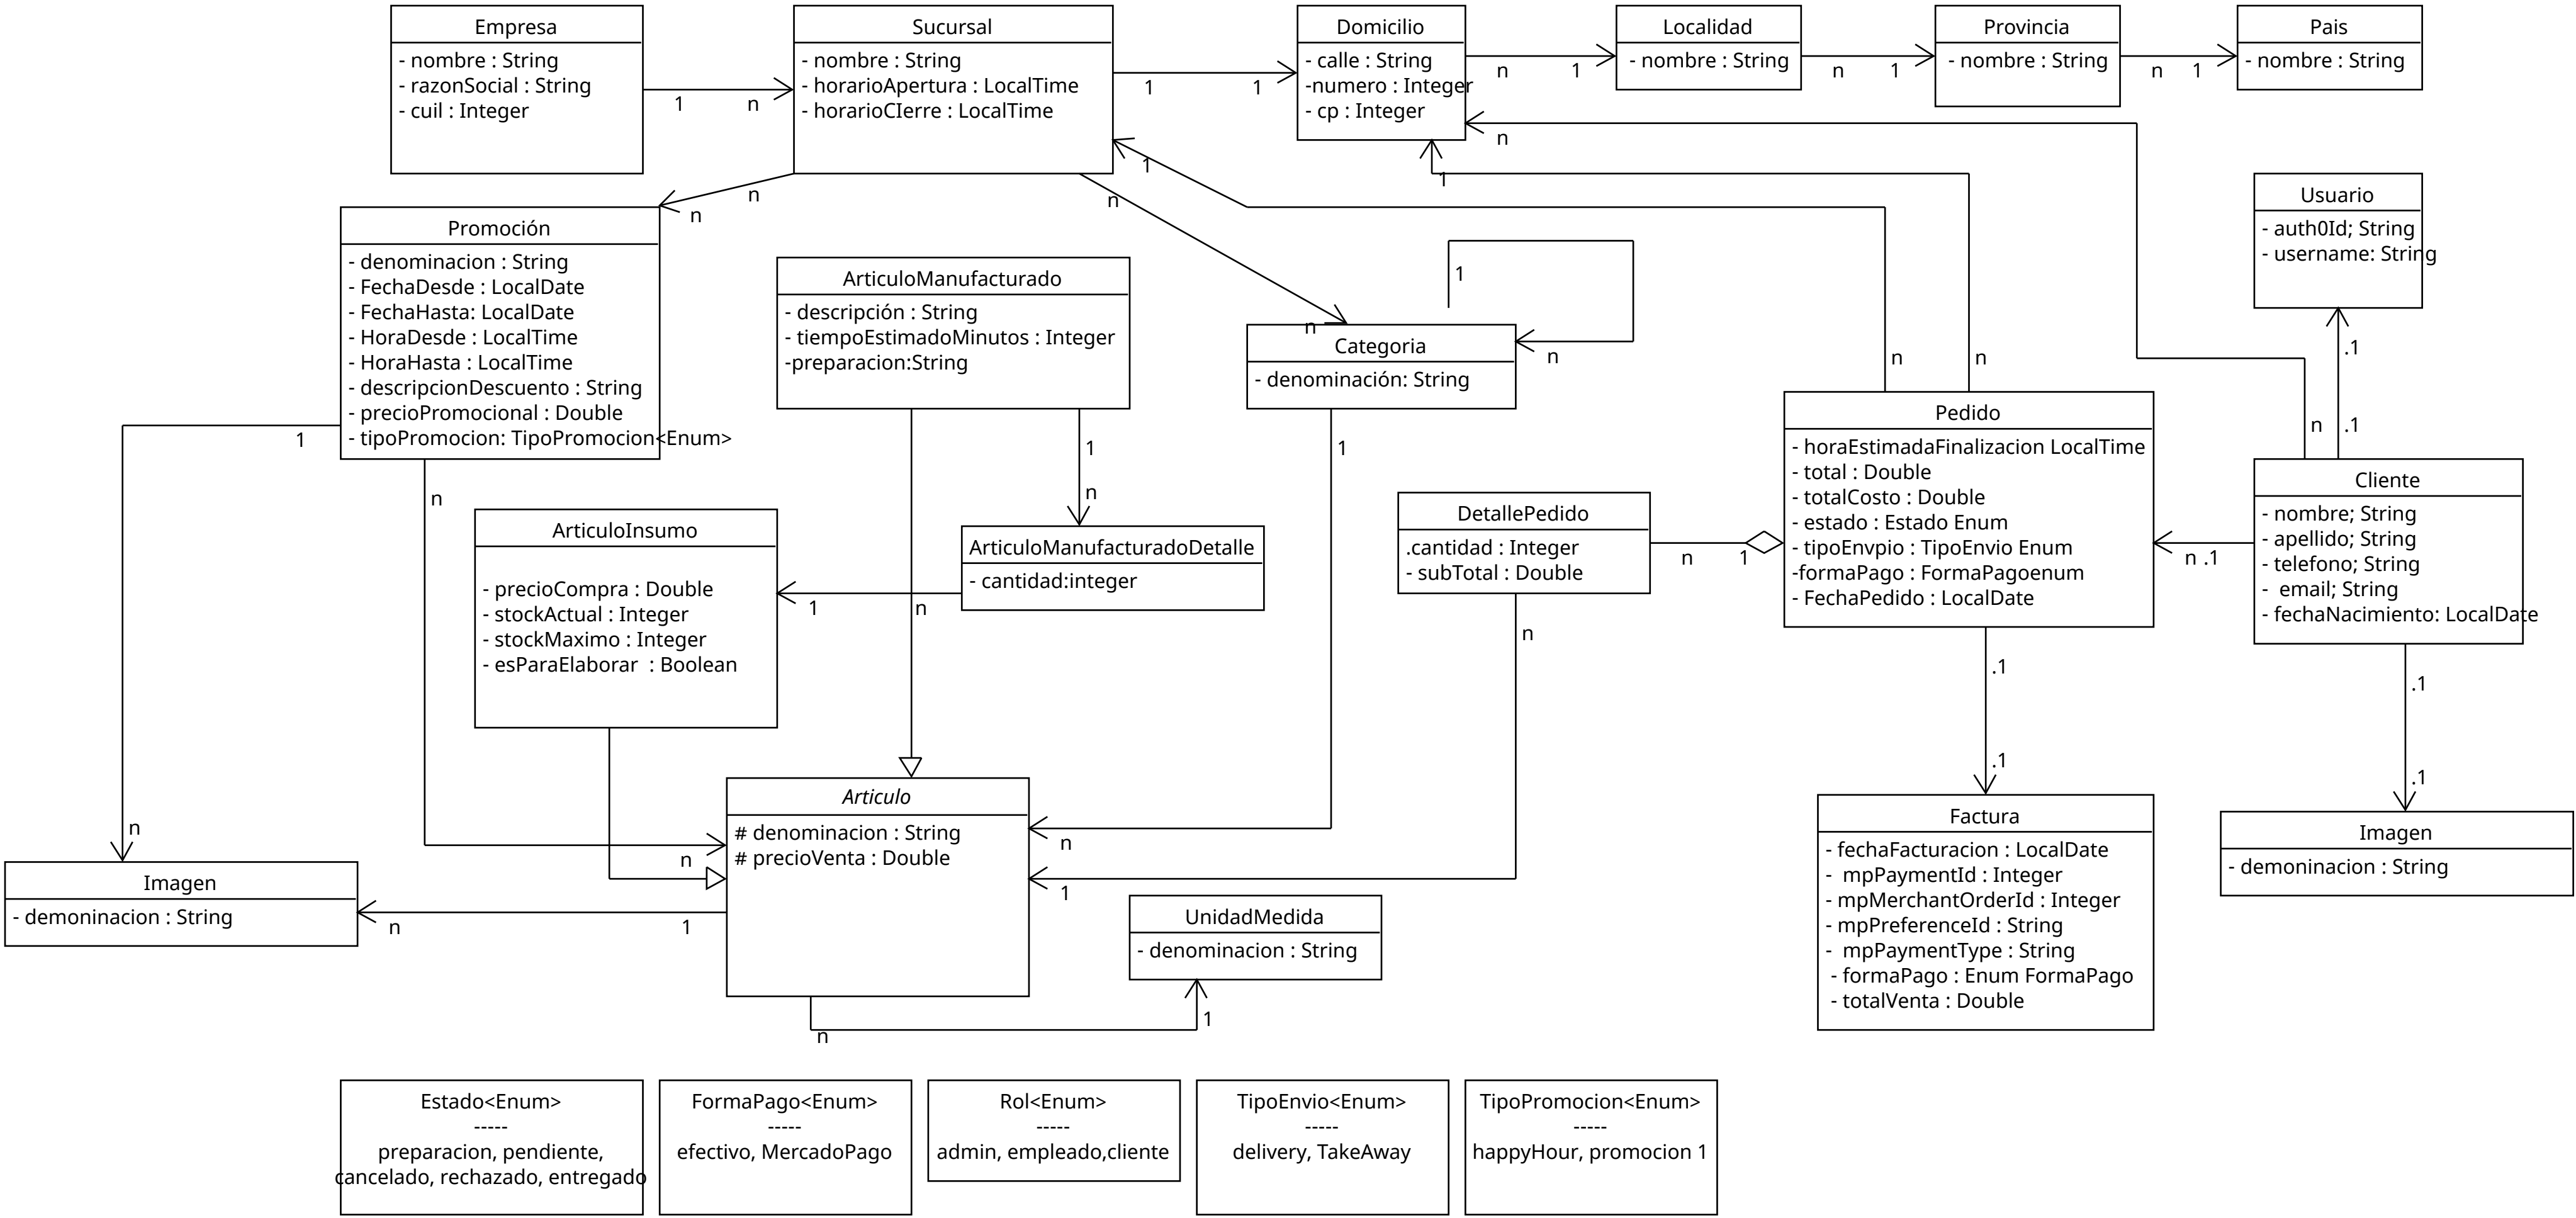 Empresa
- nombre : String
- razonSocial : String
- cuil : Integer
1
n
Sucursal
- nombre : String
- horarioApertura : LocalTime
- horarioCIerre : LocalTime
1
1
Domicilio
- calle : String
-numero : Integer
- cp : Integer
n
1
Localidad
- nombre : String
n
1
Provincia
- nombre : String
n
1
Pais
- nombre : String
n
n
n
1
n
1
n
Promoción
- denominacion : String
- FechaDesde : LocalDate
- FechaHasta: LocalDate
- HoraDesde : LocalTime
- HoraHasta : LocalTime
- descripcionDescuento : String
- precioPromocional : Double
- tipoPromocion: TipoPromocion<Enum>
1
n
n
n
ArticuloManufacturado
- descripción : String
- tiempoEstimadoMinutos : Integer
-preparacion:String
1
n
n
1
n
Categoria
- denominación: String
1
n
Usuario
- auth0Id; String
- username: String
.1
.1
n
n
n
Pedido
- horaEstimadaFinalizacion LocalTime
- total : Double
- totalCosto : Double
- estado : Estado Enum
- tipoEnvpio : TipoEnvio Enum
-formaPago : FormaPagoenum
- FechaPedido : LocalDate
n .1
Cliente
- nombre; String
- apellido; String
- telefono; String
-  email; String
- fechaNacimiento: LocalDate
ArticuloInsumo
- precioCompra : Double
- stockActual : Integer
- stockMaximo : Integer
- esParaElaborar  : Boolean
1
ArticuloManufacturadoDetalle
- cantidad:integer
DetallePedido
.cantidad : Integer
- subTotal : Double
n
1
n
1
.1
.1
.1
.1
Articulo
# denominacion : String
# precioVenta : Double
n
1
n
1
Imagen
- demoninacion : String
UnidadMedida
- denominacion : String
Factura
- fechaFacturacion : LocalDate
-  mpPaymentId : Integer
- mpMerchantOrderId : Integer
- mpPreferenceId : String
-  mpPaymentType : String
- formaPago : Enum FormaPago
- totalVenta : Double
Imagen
- demoninacion : String
Estado<Enum>
-----
preparacion, pendiente,
cancelado, rechazado, entregado
FormaPago<Enum>
-----
efectivo, MercadoPago
Rol<Enum>
-----
admin, empleado,cliente
TipoEnvio<Enum>
-----
delivery, TakeAway
TipoPromocion<Enum>
-----
happyHour, promocion 1